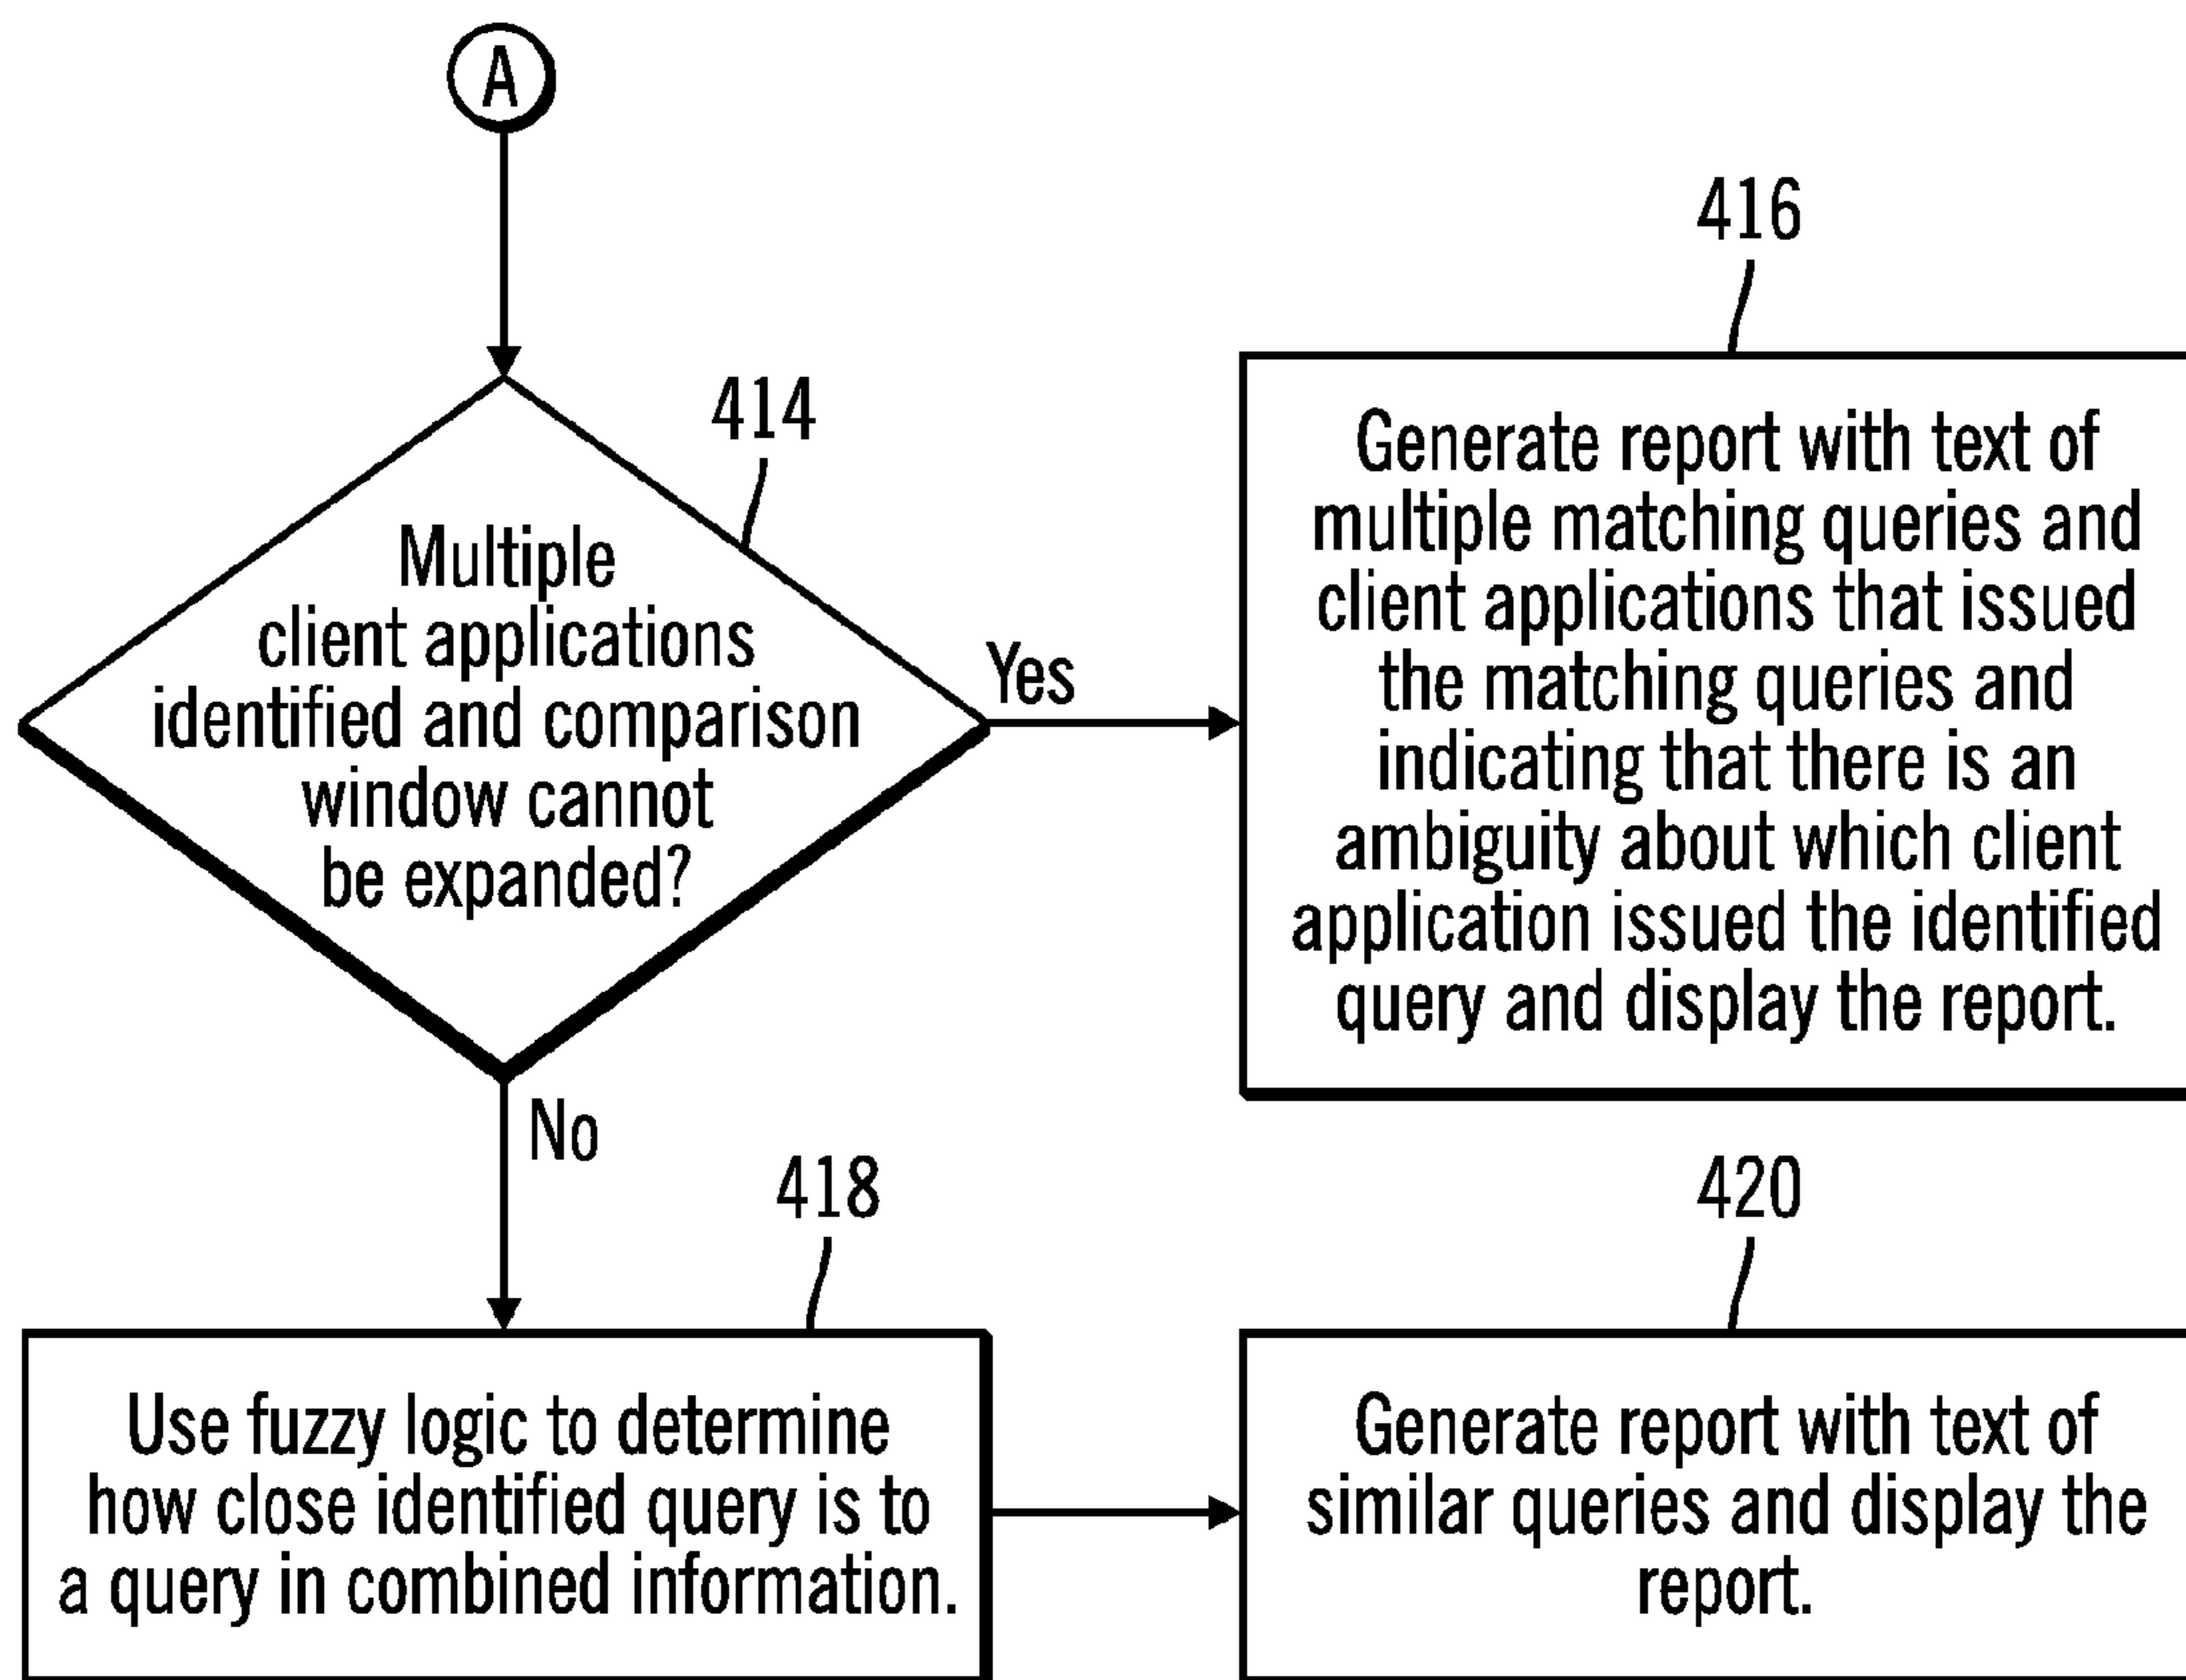 A
414
Multiple
client applications
identified and comparison
window cannot
be expanded?
Yes
416
Generate report with text of
multiple matching queries and
client applications that issued
the matching queries and
indicating that there is an
ambiguity about which client
application issued the identified
query and display the report.
No
418
Use fuzzy logic to determine
how close identified query is to
a query in combined information.
420
Generate report with text of
similar queries and display the
report.